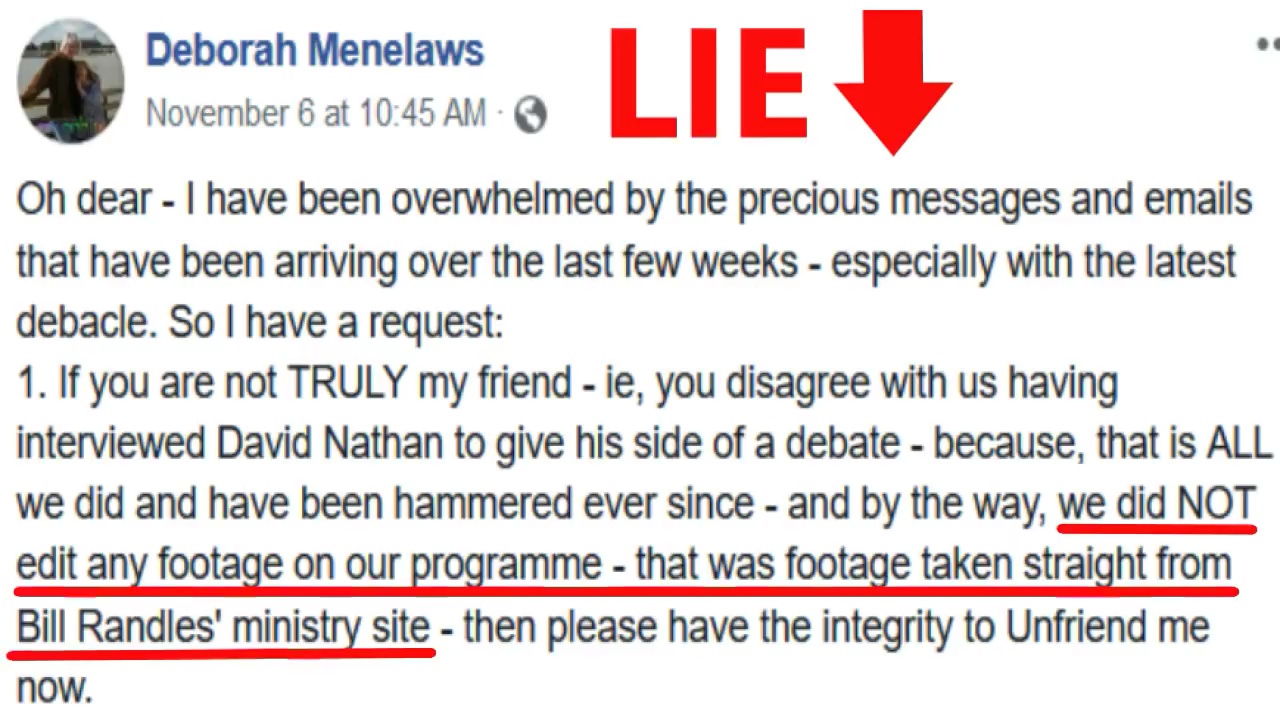 Deborah Menelaws
LIE
November 6 at 10:45 AM ·
Oh dear - I have been overwhelmed by the precious messages and emails
that have been arriving over the last few weeks - especially with the latest
debacle. So I have a request:
1. If you are not TRULY my friend - ie, you disagree with us having
interviewed David Nathan to give his side of a debate - because, that is ALL
we did and have been hammered ever since - and by the way, we did NOT
edit any footage on our programme - that was footage taken straight from
Bill Randles' ministry site - then please have the integrity to Unfriend me
now.